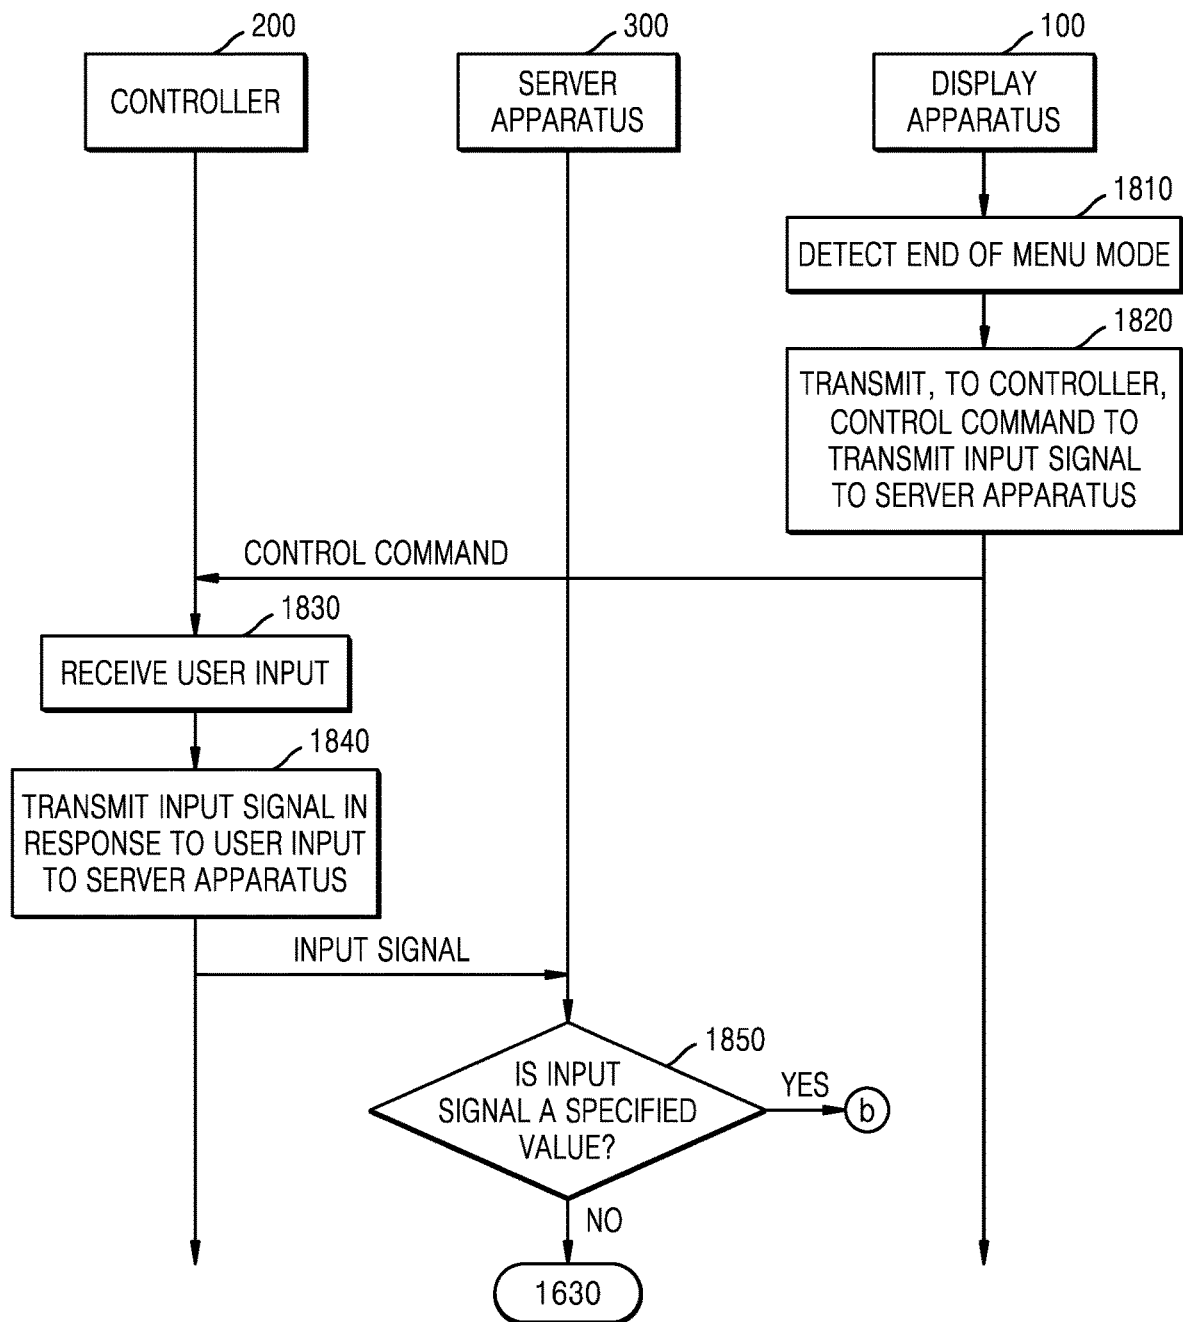 200
300
100
CONTROLLER
SERVER
APPARATUS
DISPLAY
APPARATUS
1810
DETECT END OF MENU MODE
1820
TRANSMIT, TO CONTROLLER,
CONTROL COMMAND TO
TRANSMIT INPUT SIGNAL
TO SERVER APPARATUS
CONTROL COMMAND
1830
RECEIVE USER INPUT
1840
TRANSMIT INPUT SIGNAL IN
RESPONSE TO USER INPUT
TO SERVER APPARATUS
INPUT SIGNAL
1850
IS INPUT
SIGNAL A SPECIFIED
VALUE?
YES
b
NO
1630